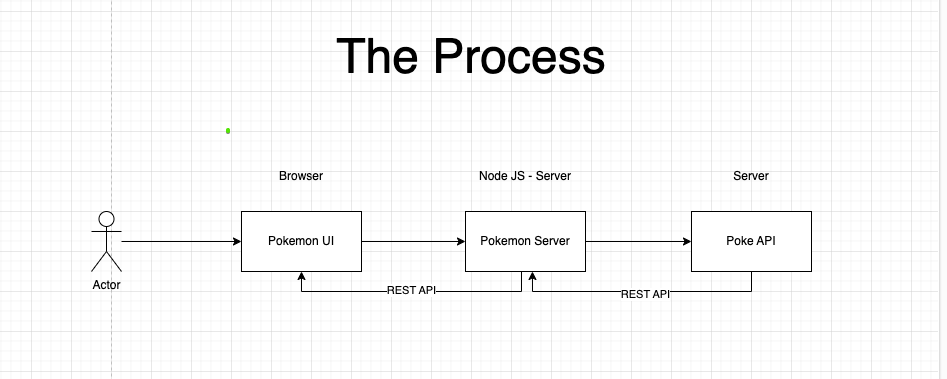 The Process
Browser
Node JS - Server
Server
Pokemon UI
Pokemon Server
Poke API
Actor
REST API
REST API